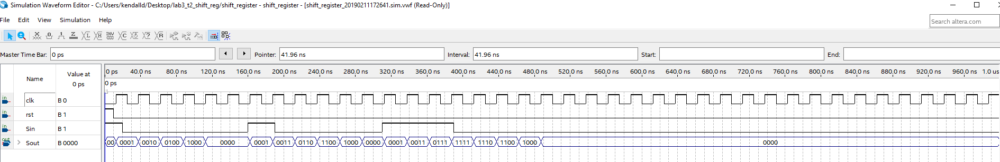 Simulation Waveform Editor - C:/Users/kendalld/Desktop/lab3_t2_shift_reg/shift_register - shift_register - [shift_register_20190211172641.sim.vwf (Read-Only)]
File Edit View Simulation Help
Search altera.com
Master Time Bar: 0 ps Pointer: 41.96 ns Interval: 41.96 ns Start: End:
Name Value at 0 ps
0 ps 40.0 ns 80.0 ns 120.0 ns 160.0 ns 200.0 ns 240.0 ns 280.0 ns 320.0 ns 360.0 ns 400.0 ns 440.0 ns 480.0 ns 520.0 ns 560.0 ns 600.0 ns 640.0 ns 680.0 ns 720.0 ns 760.0 ns 800.0 ns 840.0 ns 880.0 ns 920.0 ns 960.0 ns 1.0 us
0 ps
in clk B 0
in rst B 1
in Sin B 1
out Sout B 0000 00 0001 0010 0100 1000 0000 0001 0011 0110 1100 1000 0000 0001 0011 0111 1111 1110 1100 1000 0000